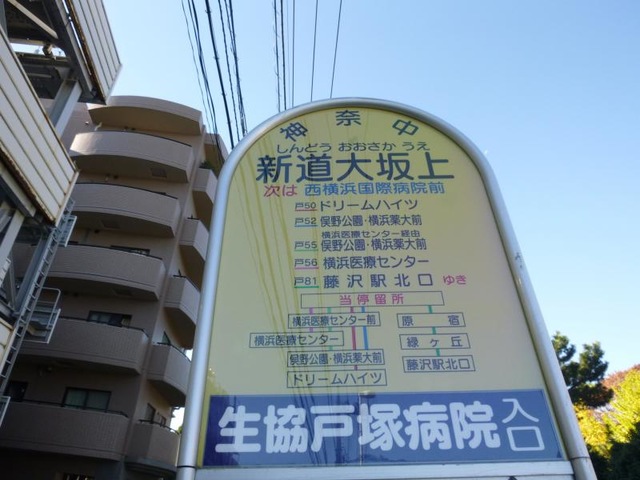 神奈中
しんどう おおさか うえ
新道大坂上
次は 西横浜国際病院前
戸50 ドリームハイツ
戸52 俣野公園・横浜薬大前
横浜医療センター経由
戸55 俣野公園・横浜薬大前
戸56 横浜医療センター
戸81 藤沢駅北口 ゆき
当停留所
横浜医療センター前 原宿
横浜医療センター 緑ヶ丘
俣野公園・横浜薬大前 藤沢駅北口
ドリームハイツ
生協戸塚病院入口